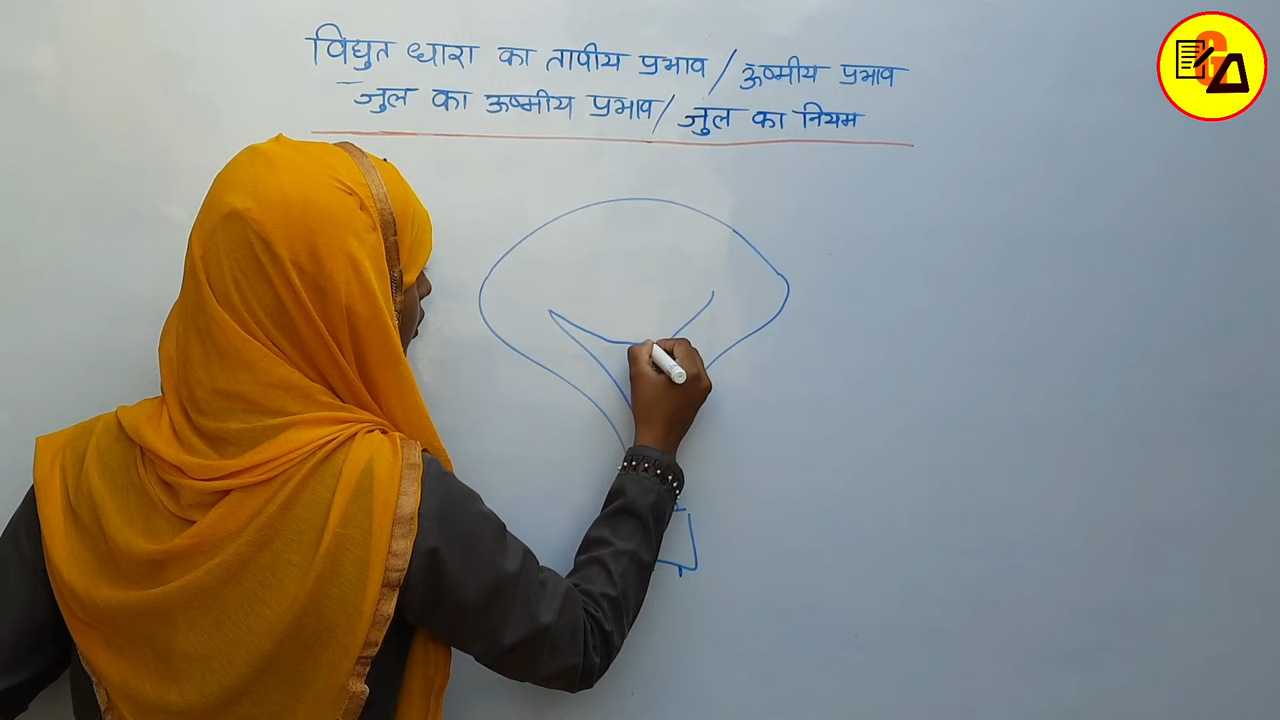 विद्युत धारा का तापीय प्रभाव / ऊष्मीय प्रभाव
जुल का ऊष्मीय प्रभाव / जुल का नियम